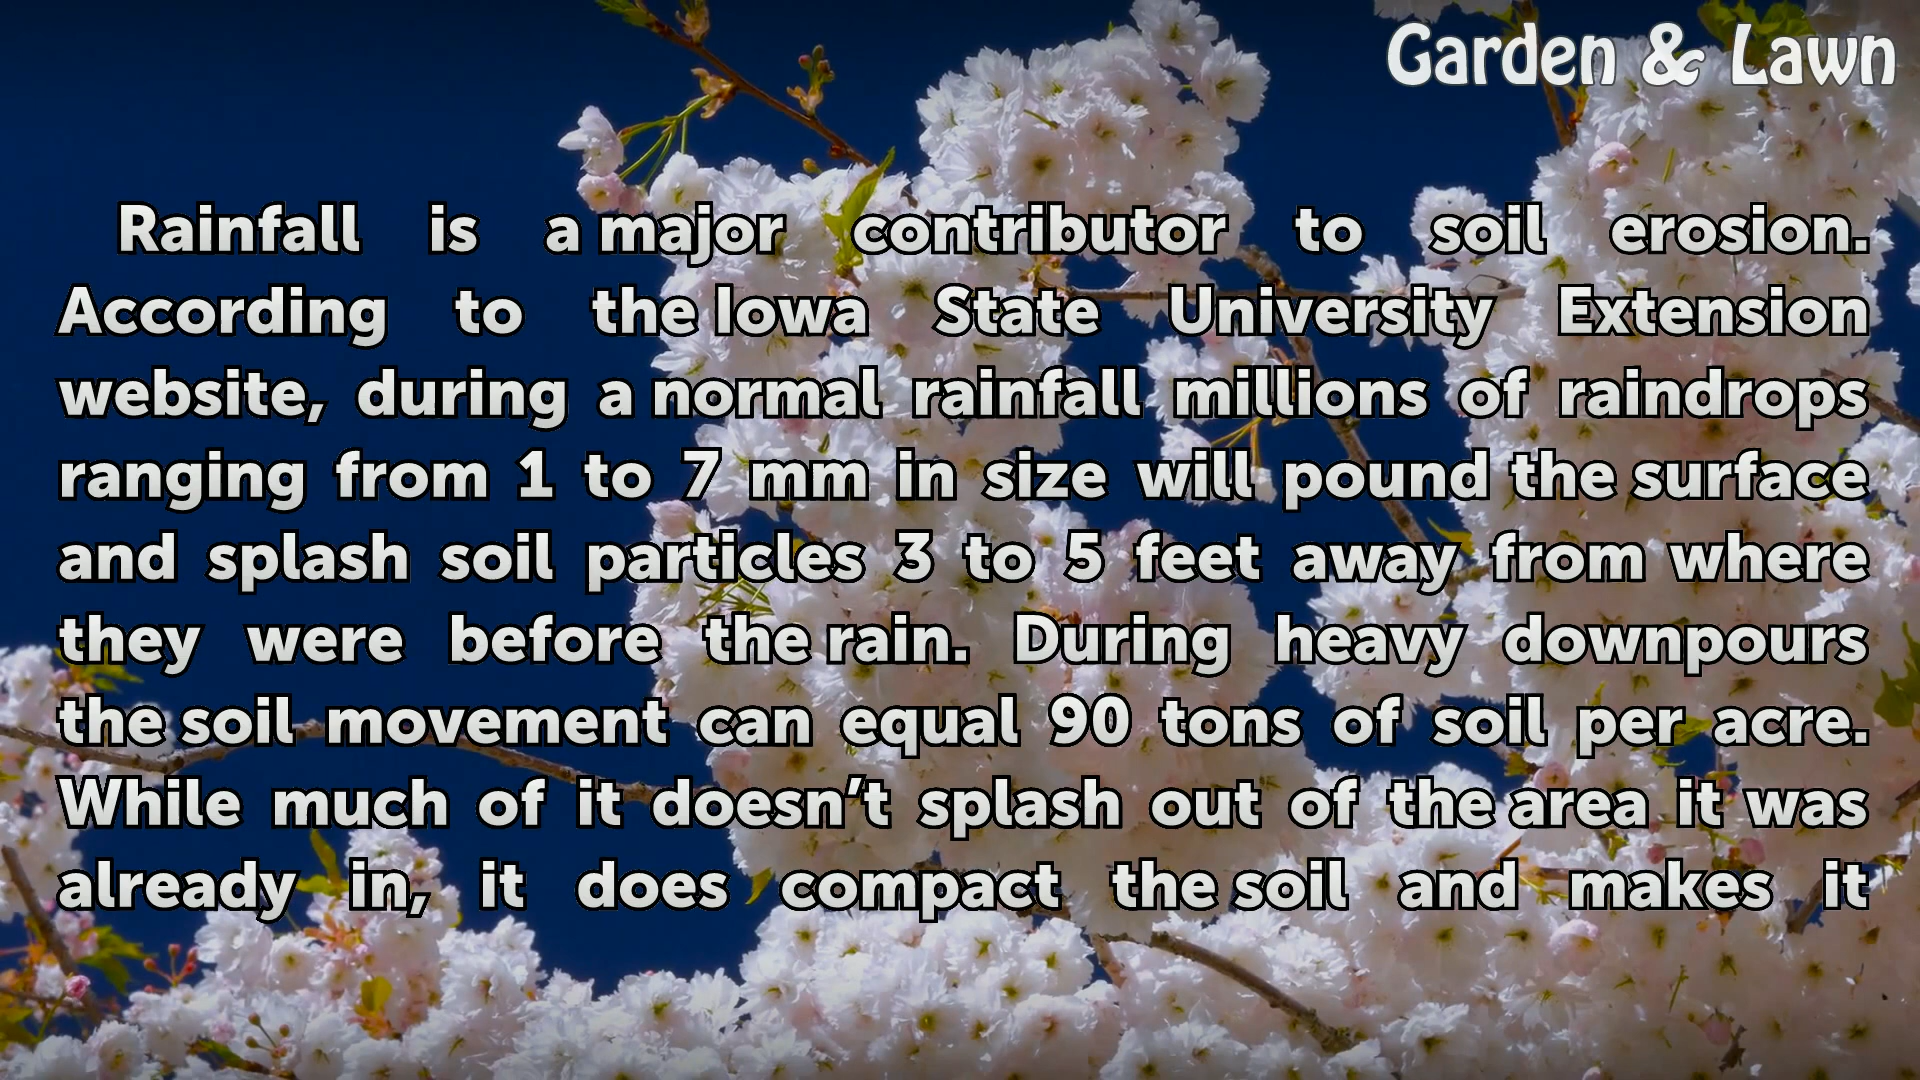 Garden & Lawn
Rainfall is a major contributor to soil erosion.
According to the Iowa State University Extension
website, during a normal rainfall millions of raindrops
ranging from 1 to 7 mm in size will pound the surface
and splash soil particles 3 to 5 feet away from where
they were before the rain. During heavy downpours
the soil movement can equal 90 tons of soil per acre.
While much of it doesn’t splash out of the area it was
already in, it does compact the soil and makes it